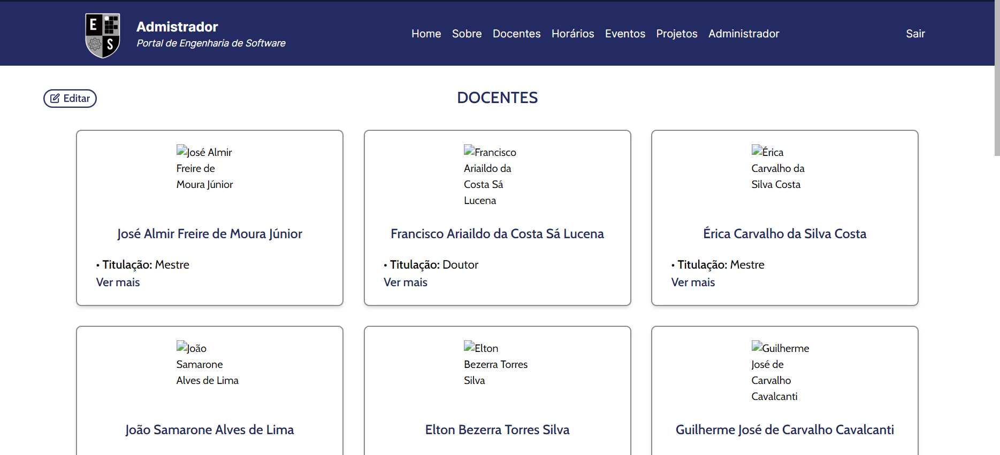 E
S
Admistrador
Portal de Engenharia de Software
Home Sobre Docentes Horários Eventos Projetos Administrador Sair
Editar
DOCENTES
José Almir
Freire de
Moura Júnior
José Almir Freire de Moura Júnior
• Titulação: Mestre
Ver mais
Francisco
Ariaildo da
Costa Sá
Lucena
Francisco Ariaildo da Costa Sá Lucena
• Titulação: Doutor
Ver mais
Érica
Carvalho da
Silva Costa
Érica Carvalho da Silva Costa
• Titulação: Mestre
Ver mais
João
Samarone
Alves de Lima
João Samarone Alves de Lima
Elton
Bezerra Torres
Silva
Elton Bezerra Torres Silva
Guilherme
José de
Carvalho
Cavalcanti
Guilherme José de Carvalho Cavalcanti